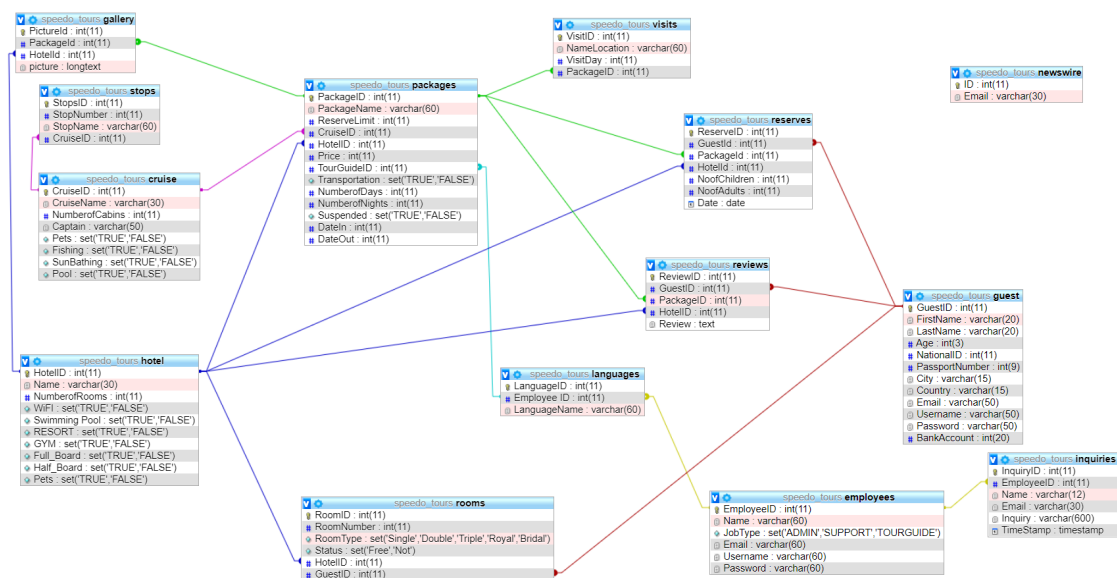 speedo_tours gallery
PictureId : int(11)
PackageId : int(11)
HotelId : int(11)
picture : longtext
speedo_tours stops
StopsID : int(11)
StopNumber : int(11)
StopName : varchar(60)
CruiseID : int(11)
speedo_tours cruise
CruiseID : int(11)
CruiseName : varchar(30)
NumberofCabins : int(11)
Captain : varchar(50)
Pets : set('TRUE','FALSE')
Fishing : set('TRUE','FALSE')
SunBathing : set('TRUE','FALSE')
Pool : set('TRUE','FALSE')
speedo_tours hotel
HotelID : int(11)
Name : varchar(30)
NumberofRooms : int(11)
WiFI : set('TRUE','FALSE')
Swimming Pool : set('TRUE','FALSE')
RESORT : set('TRUE','FALSE')
GYM : set('TRUE','FALSE')
Full_Board : set('TRUE','FALSE')
Half_Board : set('TRUE','FALSE')
Pets : set('TRUE','FALSE')
speedo_tours packages
PackageID : int(11)
PackageName : varchar(60)
ReserveLimit : int(11)
CruiseID : int(11)
HotelID : int(11)
Price : int(11)
TourGuideID : int(11)
Transportation : set('TRUE','FALSE')
NumberofDays : int(11)
NumberofNights : int(11)
Suspended : set('TRUE','FALSE')
DateIn : int(11)
DateOut : int(11)
speedo_tours rooms
RoomID : int(11)
RoomNumber : int(11)
RoomType : set('Single','Double','Triple','Royal','Bridal')
Status : set('Free','Not')
HotelID : int(11)
GuestID : int(11)
speedo_tours visits
VisitID : int(11)
NameLocation : varchar(60)
VisitDay : int(11)
PackageID : int(11)
speedo_tours languages
LanguageID : int(11)
Employee ID : int(11)
LanguageName : varchar(60)
speedo_tours reserves
ReserveID : int(11)
GuestId : int(11)
PackageId : int(11)
HotelId : int(11)
NoofChildren : int(11)
NoofAdults : int(11)
Date : date
speedo_tours reviews
ReviewID : int(11)
GuestID : int(11)
PackageID : int(11)
HotelID : int(11)
Review : text
speedo_tours employees
EmployeeID : int(11)
Name : varchar(60)
JobType : set('ADMIN','SUPPORT','TOURGUIDE')
Email : varchar(60)
Username : varchar(60)
Password : varchar(60)
speedo_tours newswire
ID : int(11)
Email : varchar(30)
speedo_tours guest
GuestID : int(11)
FirstName : varchar(20)
LastName : varchar(20)
Age : int(3)
NationalID : int(11)
PassportNumber : int(9)
City : varchar(15)
Country : varchar(15)
Email : varchar(50)
Username : varchar(50)
Password : varchar(50)
BankAccount : int(20)
speedo_tours inquiries
InquiryID : int(11)
EmployeeID : int(11)
Name : varchar(12)
Email : varchar(30)
Inquiry : varchar(600)
TimeStamp : timestamp